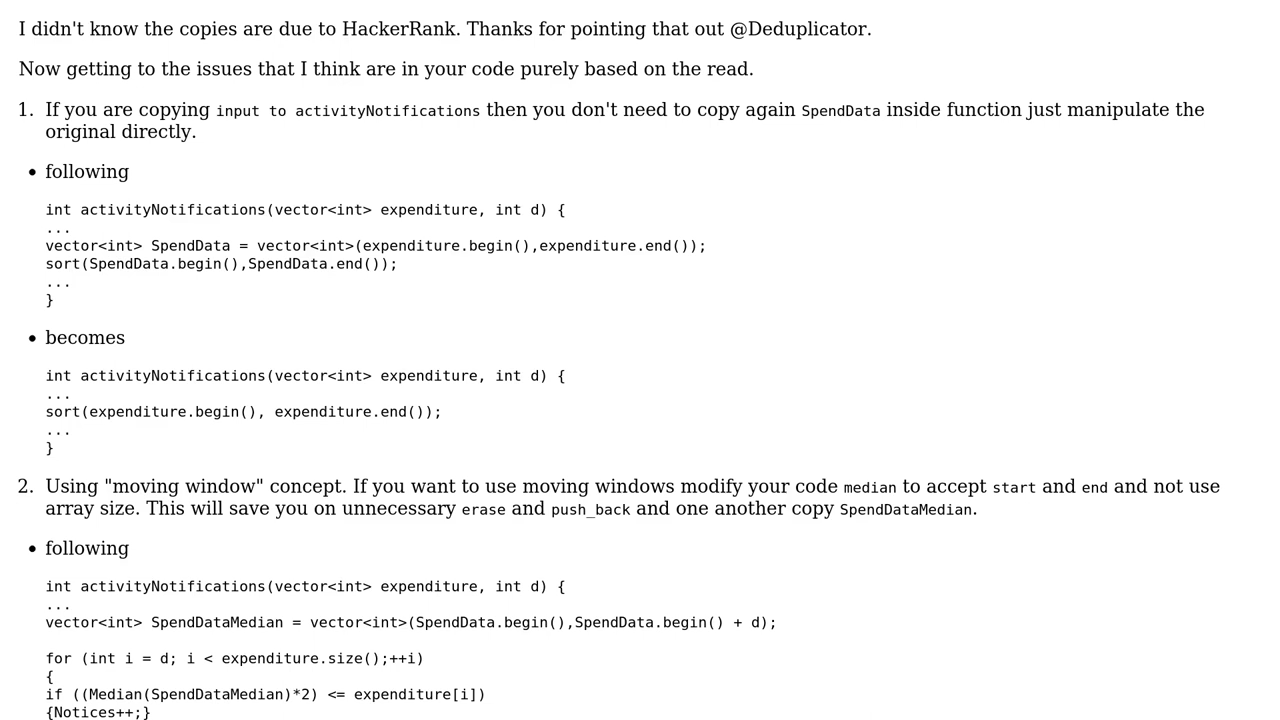 I didn't know the copies are due to HackerRank. Thanks for pointing that out @Deduplicator.
Now getting to the issues that I think are in your code purely based on the read.
1. If you are copying input to activityNotifications then you don't need to copy again SpendData inside function just manipulate the
original directly.
• following
int activityNotifications(vector<int> expenditure, int d) {
...
vector<int> SpendData = vector<int>(expenditure.begin(),expenditure.end());
sort(SpendData.begin(),SpendData.end());
...
}
• becomes
int activityNotifications(vector<int> expenditure, int d) {
...
sort(expenditure.begin(), expenditure.end());
...
}
2. Using "moving window" concept. If you want to use moving windows modify your code median to accept start and end and not use
array size. This will save you on unnecessary erase and push_back and one another copy SpendDataMedian.
• following
int activityNotifications(vector<int> expenditure, int d) {
...
vector<int> SpendDataMedian = vector<int>(SpendData.begin(),SpendData.begin() + d);
for (int i = d; i < expenditure.size();++i)
{
if ((Median(SpendDataMedian)*2) <= expenditure[i])
{Notices++;}